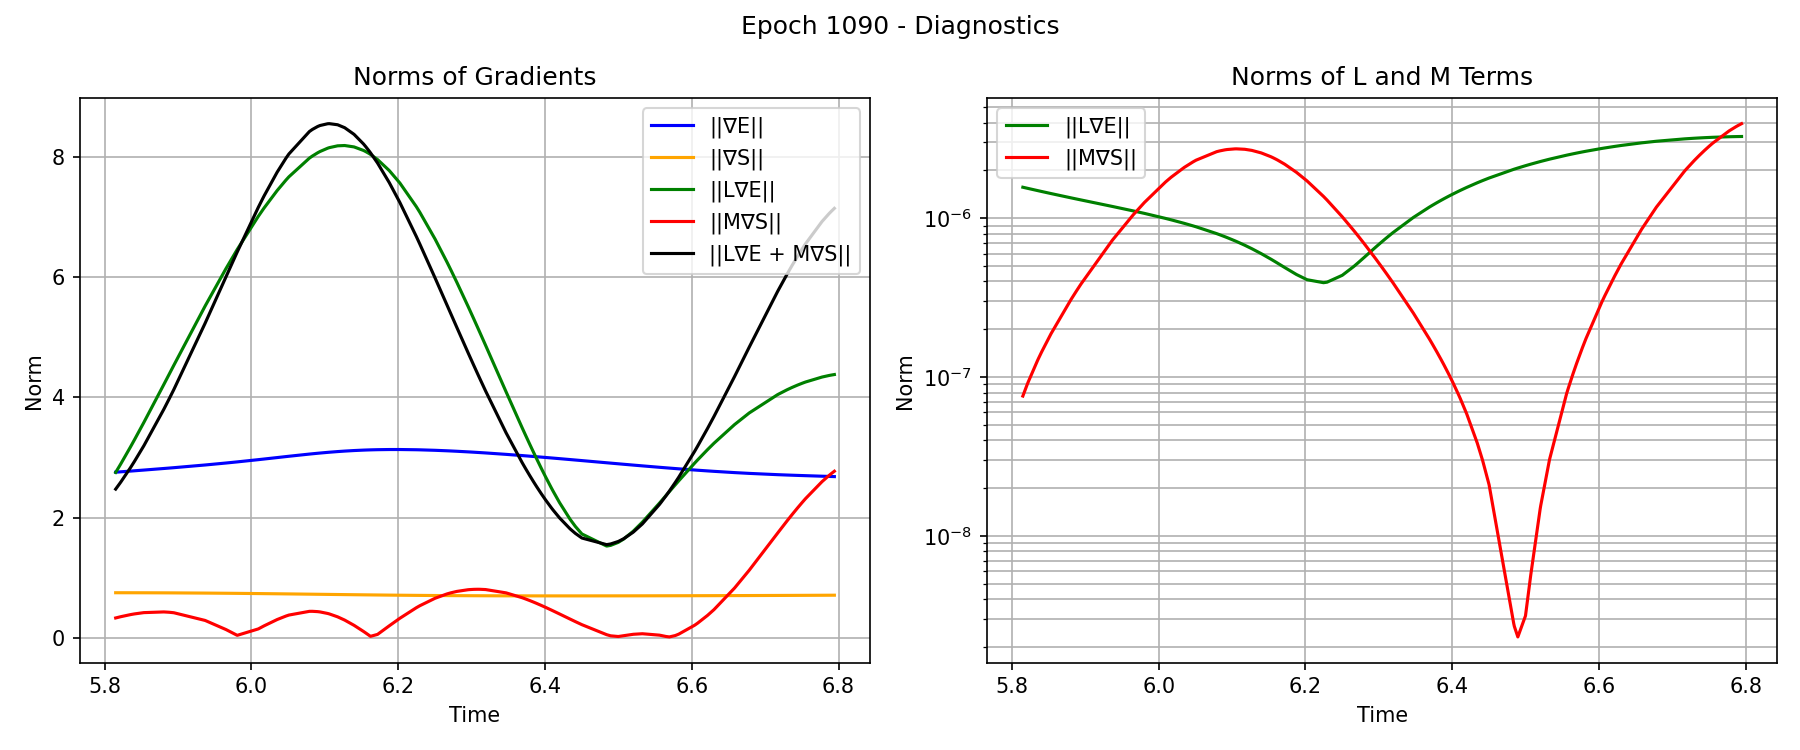 Epoch 1090 - Diagnostics
Norms of Gradients
||∇E||
||∇S||
||L∇E||
||M∇S||
||L∇E + M∇S||
8
6
4
2
0
Norm
5.8 6.0 6.2 6.4 6.6 6.8
Time
Norms of L and M Terms
||L∇E||
||M∇S||
10⁻⁶
10⁻⁷
10⁻⁸
Norm
5.8 6.0 6.2 6.4 6.6 6.8
Time